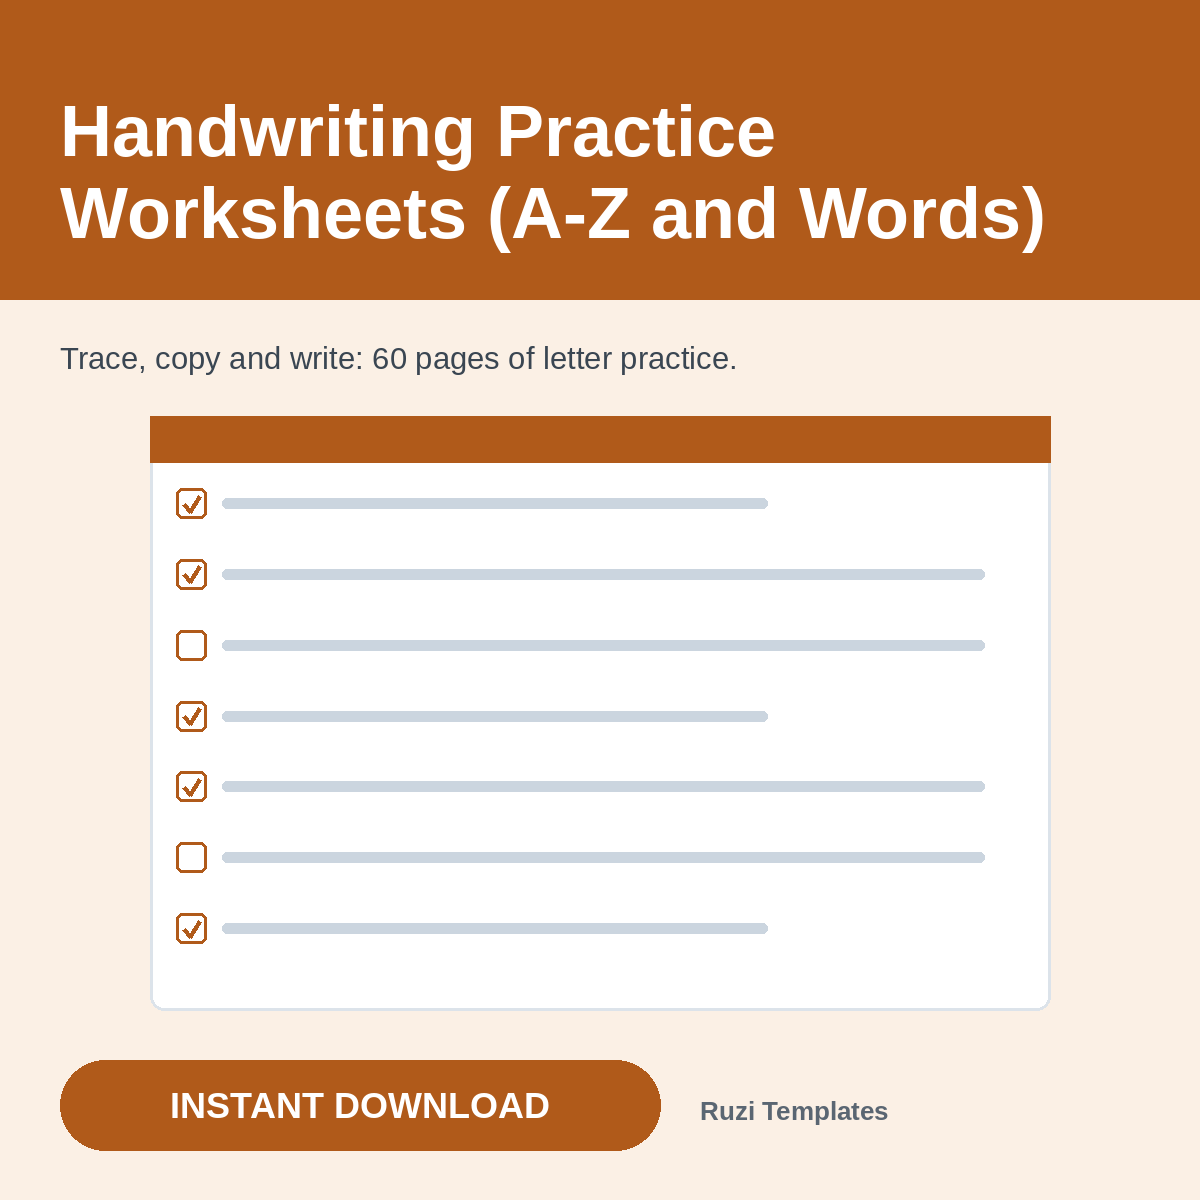 Handwriting Practice
Worksheets (A-Z and Words)
Trace, copy and write: 60 pages of letter practice.
INSTANT DOWNLOAD
Ruzi Templates